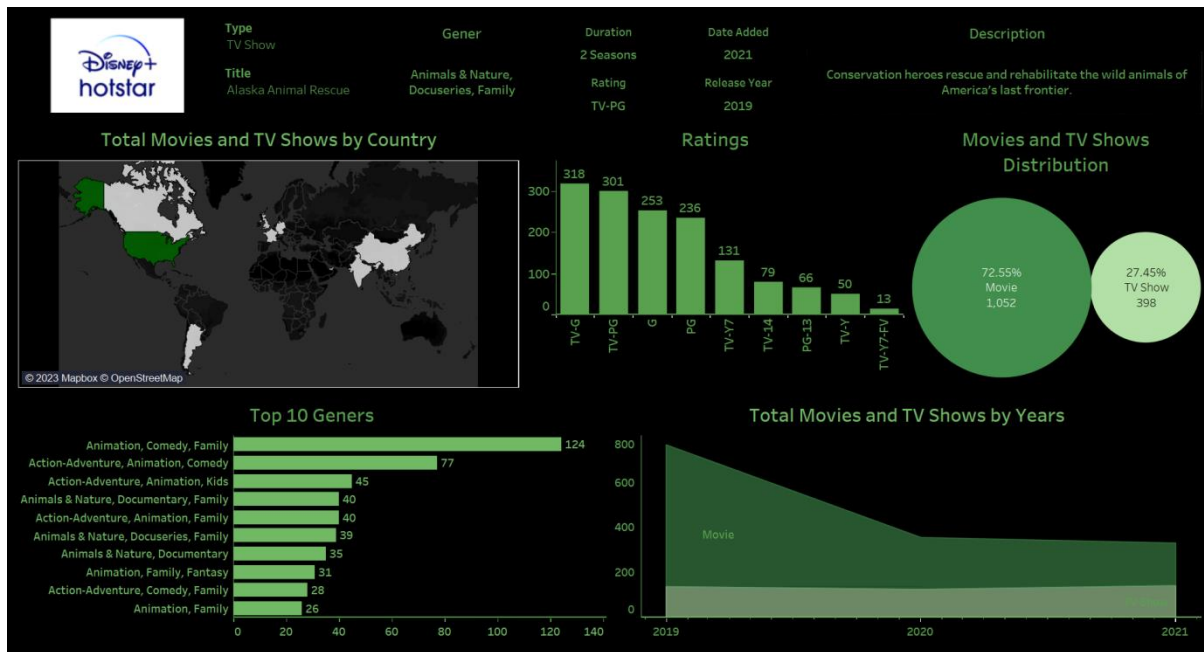 Disney+
hotstar
Type
TV Show
Title
Alaska Animal Rescue
Gener
Animals & Nature,
Docuseries, Family
Duration
2 Seasons
Rating
TV-PG
Date Added
2021
Release Year
2019
Description
Conservation heroes rescue and rehabilitate the wild animals of
America's last frontier.
Total Movies and TV Shows by Country
© 2023 Mapbox © OpenStreetMap
Ratings
318
301
253
236
131
79
66
50
13
300
200
100
0
TV-G
TV-PG
G
PG
TV-Y7
TV-14
PG-13
TV-Y
TV-Y7-FV
Movies and TV Shows
Distribution
72.55%
Movie
1,052
27.45%
TV Show
398
Top 10 Geners
Animation, Comedy, Family 124
Action-Adventure, Animation, Comedy 77
Action-Adventure, Animation, Kids 45
Animals & Nature, Documentary, Family 40
Action-Adventure, Animation, Family 40
Animals & Nature, Docuseries, Family 39
Animals & Nature, Documentary 35
Animation, Family, Fantasy 31
Action-Adventure, Comedy, Family 28
Animation, Family 26
0 20 40 60 80 100 120 140
Total Movies and TV Shows by Years
800
600
400
200
0
Movie
TV Show
2019 2020 2021